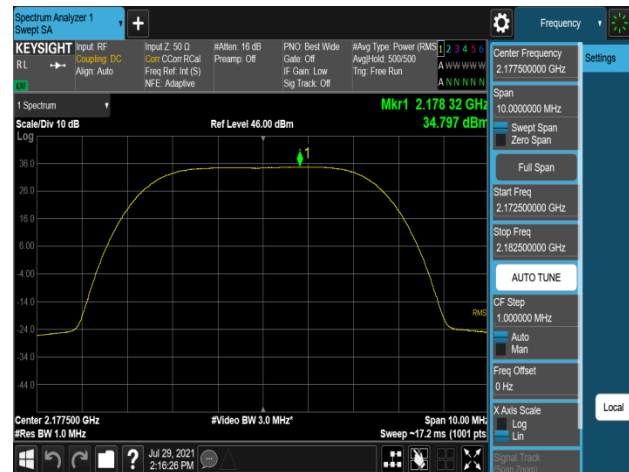 Spectrum Analyzer 1
Swept SA
Frequency
KEYSIGHT
RL
Input: RF
Coupling: DC
Align: Auto
Input Z: 50 Ω
Corr CCorr RCal
Freq Ref: Int (S)
NFE: Adaptive
#Atten: 16 dB
Preamp: Off
PNO: Best Wide
Gate: Off
IF Gain: Low
Sig Track: Off
#Avg Type: Power (RMS
Avg|Hold: 500/500
Trig: Free Run
1 2 3 4 5 6
A W W W W W
A N N N N N
1 Spectrum
Scale/Div 10 dB
Log
Ref Level 46.00 dBm
Mkr1 2.178 32 GHz
34.797 dBm
1
36.0
26.0
16.0
6.00
-4.0
-14.0
-24.0
-34.0
-44.0
RMS
Center 2.177500 GHz
#Res BW 1.0 MHz
#Video BW 3.0 MHz*
Span 10.00 MHz
Sweep ~17.2 ms (1001 pts
Jul 29, 2021
2:16:26 PM
Center Frequency
2.177500000 GHz
Span
10.0000000 MHz
Swept Span
Zero Span
Full Span
Start Freq
2.172500000 GHz
Stop Freq
2.182500000 GHz
AUTO TUNE
CF Step
1.000000 MHz
Auto
Man
Freq Offset
0 Hz
X Axis Scale
Log
Lin
Signal Track
(Span Zoom)
Settings
Local